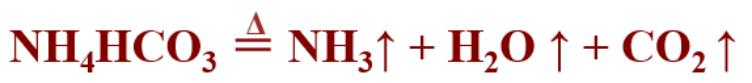 NH₄HCO₃ ≜ NH₃↑ + H₂O ↑ + CO₂ ↑